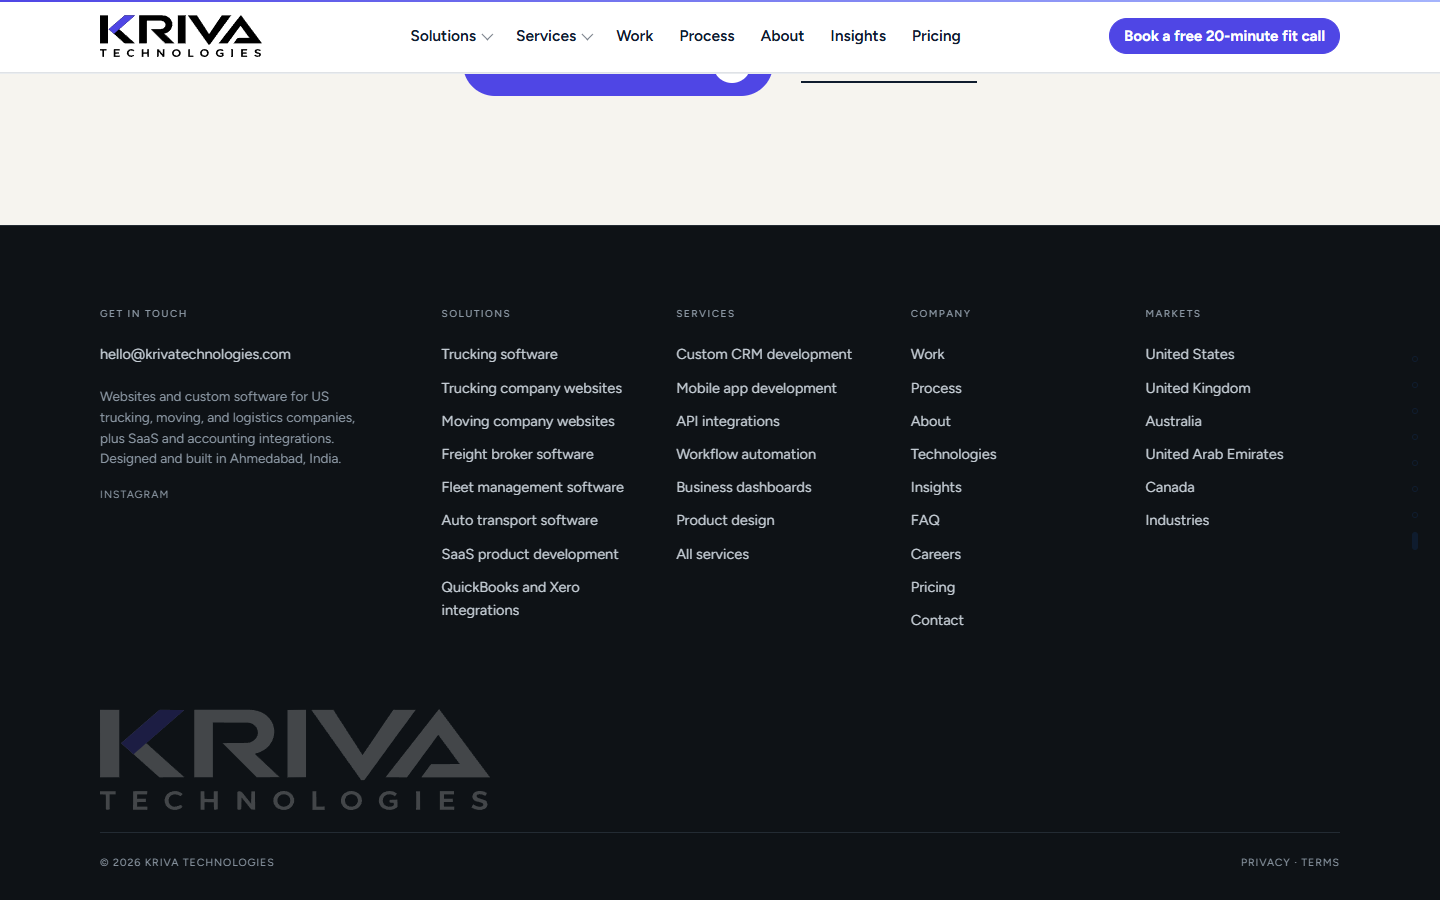 KRIVA
TECHNOLOGIES
Solutions
Services
Work
Process
About
Insights
Pricing
Book a free 20-minute fit call
GET IN TOUCH
hello@krivatechnologies.com
Websites and custom software for US
trucking, moving, and logistics companies,
plus SaaS and accounting integrations.
Designed and built in Ahmedabad, India.
INSTAGRAM
SOLUTIONS
Trucking software
Trucking company websites
Moving company websites
Freight broker software
Fleet management software
Auto transport software
SaaS product development
QuickBooks and Xero
integrations
SERVICES
Custom CRM development
Mobile app development
API integrations
Workflow automation
Business dashboards
Product design
All services
COMPANY
Work
Process
About
Technologies
Insights
FAQ
Careers
Pricing
Contact
MARKETS
United States
United Kingdom
Australia
United Arab Emirates
Canada
Industries
KRIVA
TECHNOLOGIES
© 2026 KRIVA TECHNOLOGIES
PRIVACY · TERMS